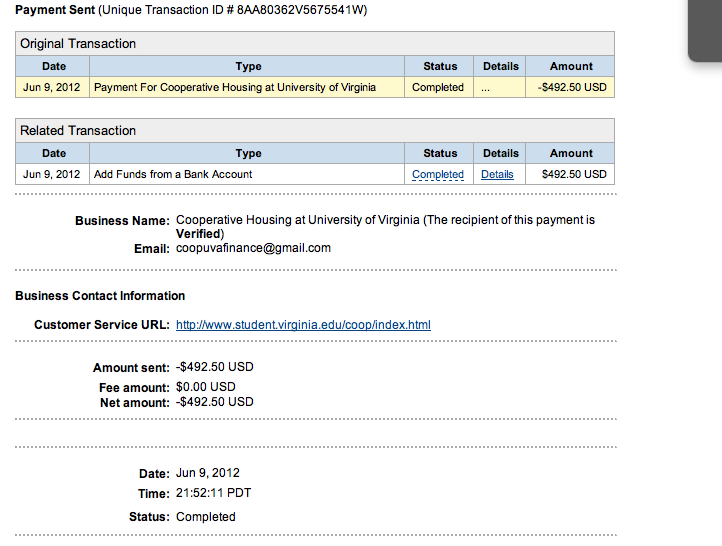 Payment Sent (Unique Transaction ID # 8AA80362V5675541W)
Original Transaction
Date Type Status Details Amount
Jun 9, 2012 Payment For Cooperative Housing at University of Virginia Completed ... -$492.50 USD
Related Transaction
Date Type Status Details Amount
Jun 9, 2012 Add Funds from a Bank Account Completed Details $492.50 USD
Business Name: Cooperative Housing at University of Virginia (The recipient of this payment is
Verified)
Email: coopuvafinance@gmail.com
Business Contact Information
Customer Service URL: http://www.student.virginia.edu/coop/index.html
Amount sent: -$492.50 USD
Fee amount: $0.00 USD
Net amount: -$492.50 USD
Date: Jun 9, 2012
Time: 21:52:11 PDT
Status: Completed